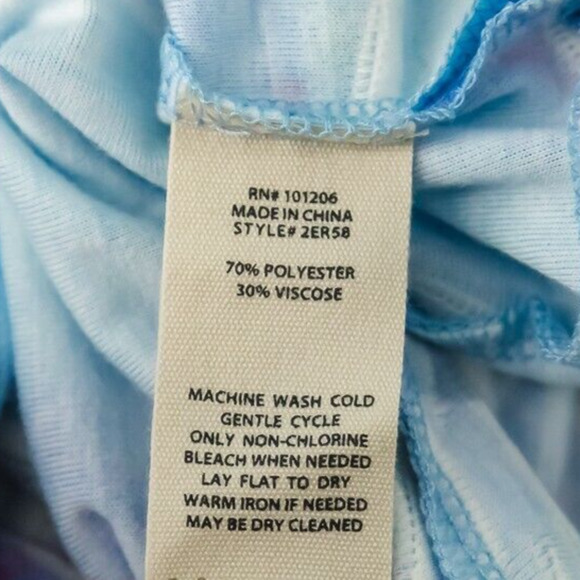 RN# 101206
MADE IN CHINA
STYLE# 2ER58
70% POLYESTER
30% VISCOSE
MACHINE WASH COLD
GENTLE CYCLE
ONLY NON-CHLORINE
BLEACH WHEN NEEDED
LAY FLAT TO DRY
WARM IRON IF NEEDED
MAY BE DRY CLEANED